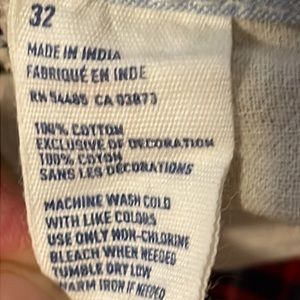 32
MADE IN INDIA
FABRIQUÉ EN INDE
RN 54485 CA 03873
100% COTTON
EXCLUSIVE OF DECORATION
100% COTON
SANS LES DÉCORATIONS
MACHINE WASH COLD
WITH LIKE COLORS
USE ONLY NON-CHLORINE
BLEACH WHEN NEEDED
TUMBLE DRY LOW
WARM IRON IF NEEDED